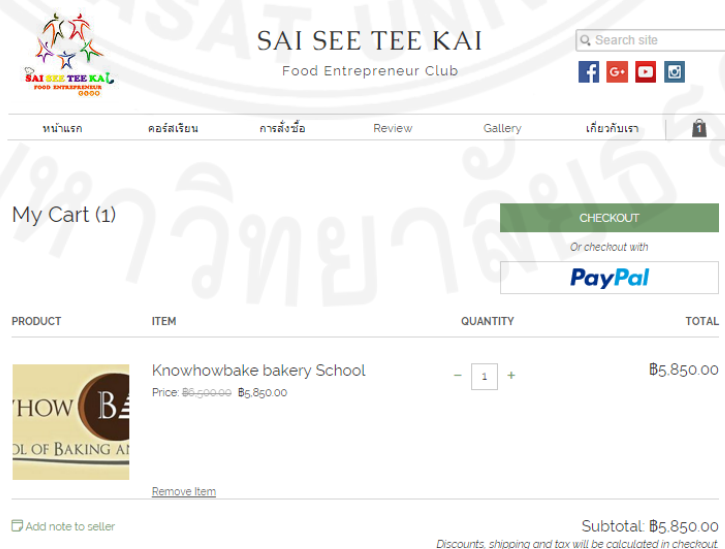 SAI SEE TEE KAI
Food Entrepreneur Club
Search site
SAI SEE TEE KAI
FOOD ENTREPRENEUR
หน้าแรก
คอร์สเรียน
การสั่งซื้อ
Review
Gallery
เกี่ยวกับเรา
1
My Cart (1)
CHECKOUT
Or checkout with
PayPal
PRODUCT ITEM QUANTITY TOTAL
Knowhowbake bakery School
− 1 +
฿5,850.00
Price: ฿6,500.00 ฿5,850.00
HOW BA
OL OF BAKING AN
Remove Item
Add note to seller
Subtotal: ฿5,850.00
Discounts, shipping and tax will be calculated in checkout.